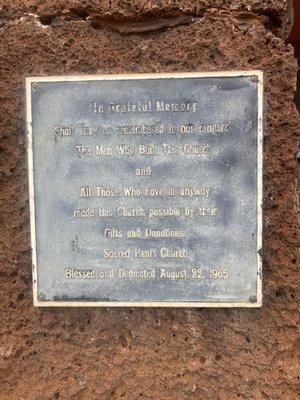 In Grateful Memory
Shall They be remembered in our prayers
The Men Who Built This Church
and
All Those Who have in anyway
made this Church possible by their
Gifts and Donations
Sacred Heart Church
Blessed and Dedicated August 22, 1965